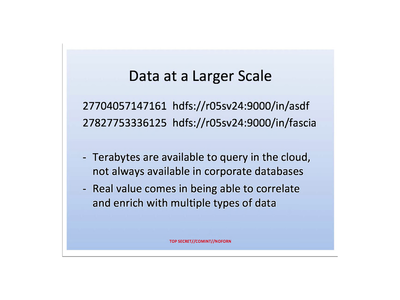 Data at a Larger Scale
27704057147161 hdfs://r05sv24:9000/in/asdf
27827753336125 hdfs://r05sv24:9000/in/fascia
- Terabytes are available to query in the cloud,
not always available in corporate databases
- Real value comes in being able to correlate
and enrich with multiple types of data
TOP SECRET//COMINT//NOFORN